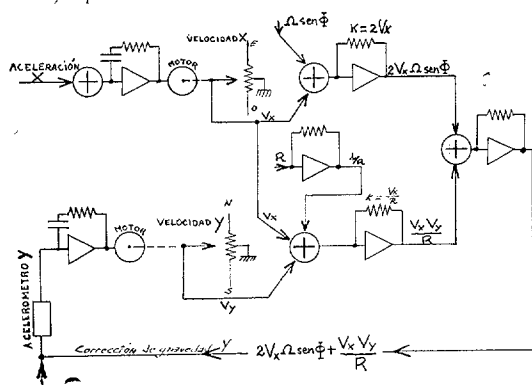 VELOCIDAD X
E
Ω sen Φ
K=2Vx
ACELERACIÓN
X
MOTOR
2Vx Ω sen Φ
O
Vx
R
1/R
N
Vx
K = Vx/R
VELOCIDAD Y
MOTOR
Vx Vy / R
S
Vy
ACELEROMETRO Y
Corrección de gravedad Y
2Vx Ω sen Φ + Vx Vy / R